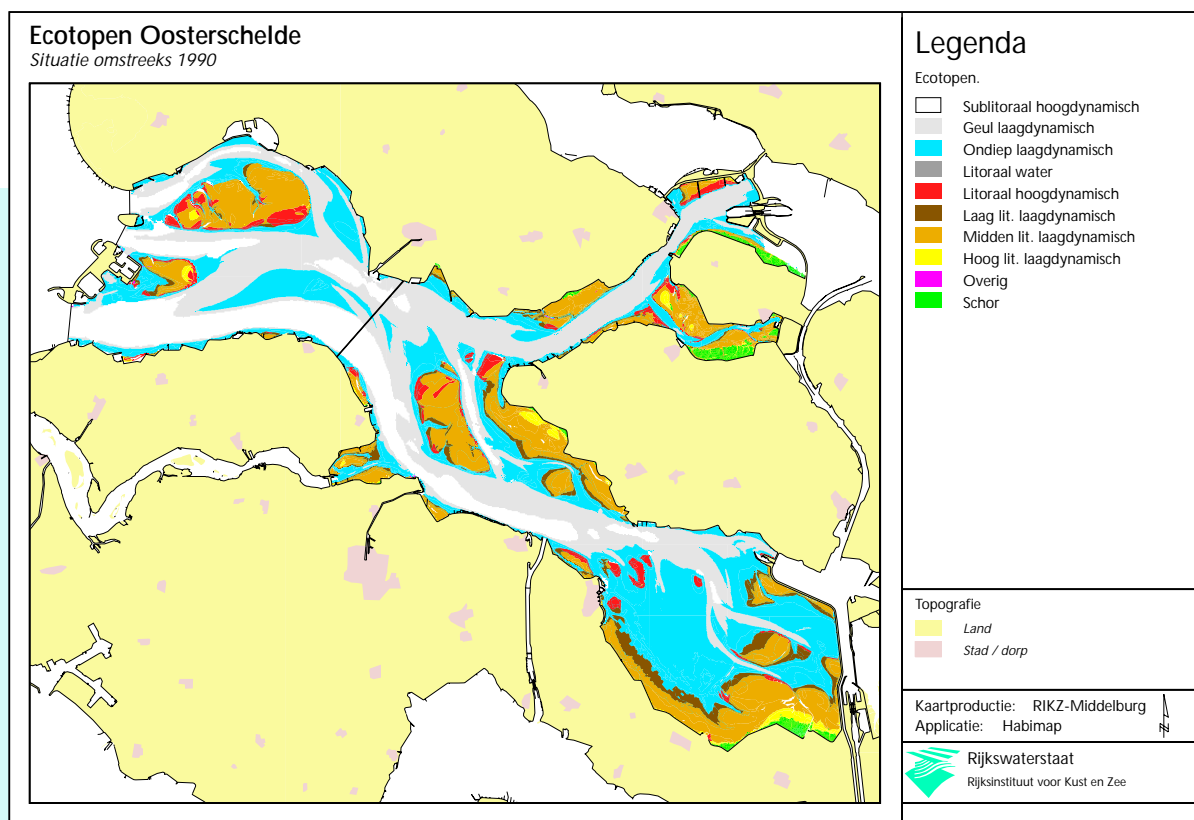 Ecotopen Oosterschelde
Situatie omstreeks 1990
Legenda
Ecotopen.
Sublitoraal hoogdynamisch
Geul laagdynamisch
Ondiep laagdynamisch
Litoraal water
Litoraal hoogdynamisch
Laag lit. laagdynamisch
Midden lit. laagdynamisch
Hoog lit. laagdynamisch
Overig
Schor
Topografie
Land
Stad / dorp
Kaartproductie: RIKZ-Middelburg
Applicatie: Habimap
N
Rijkswaterstaat
Rijksinstituut voor Kust en Zee